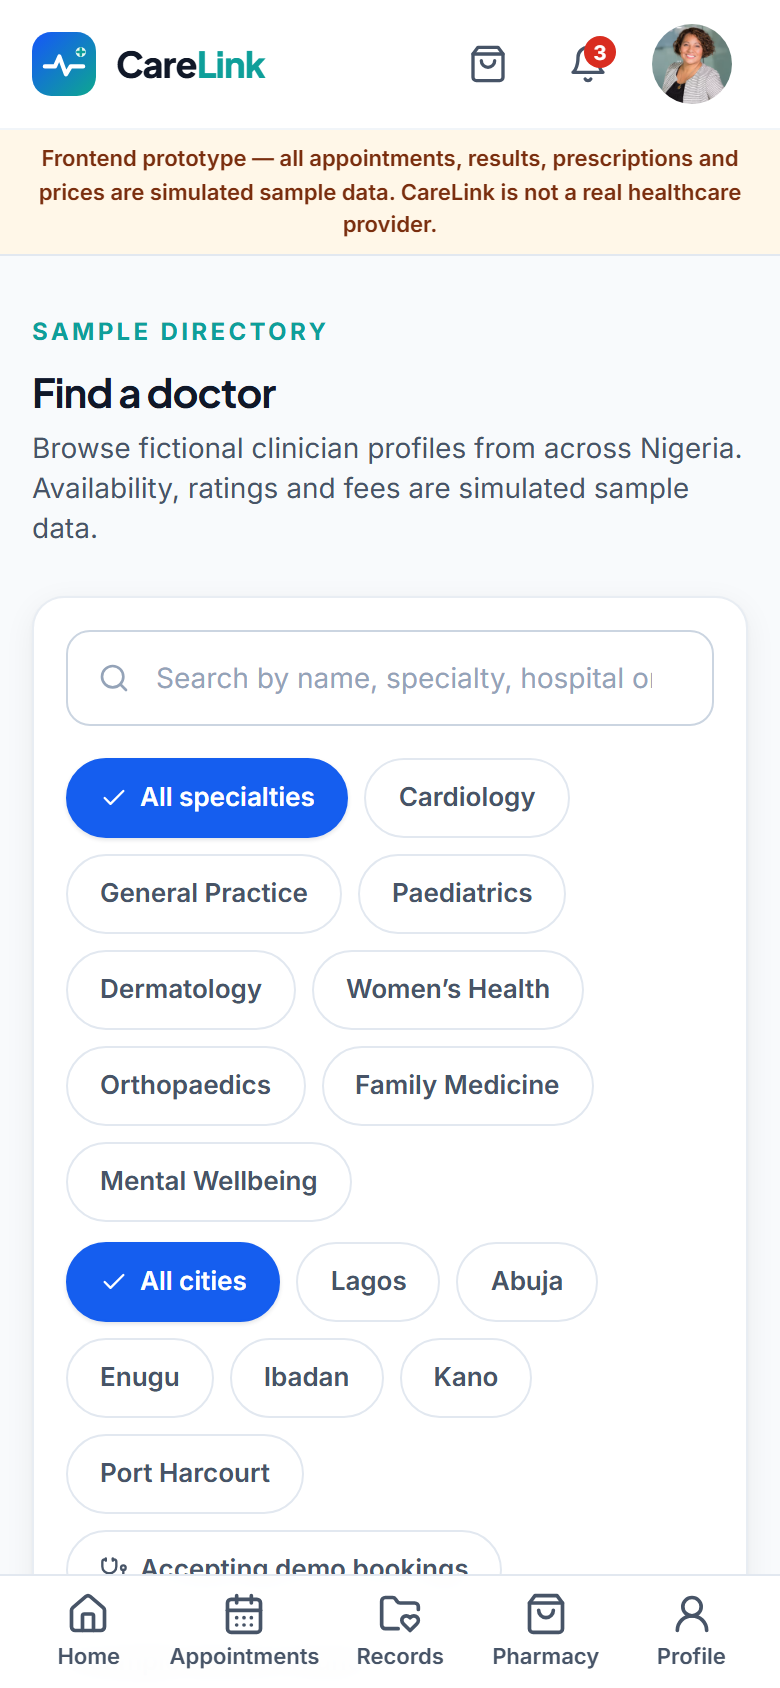 CareLink
3
Frontend prototype — all appointments, results, prescriptions and
prices are simulated sample data. CareLink is not a real healthcare
provider.
SAMPLE DIRECTORY
Find a doctor
Browse fictional clinician profiles from across Nigeria.
Availability, ratings and fees are simulated sample
data.
Search by name, specialty, hospital or
All specialties
Cardiology
General Practice
Paediatrics
Dermatology
Women’s Health
Orthopaedics
Family Medicine
Mental Wellbeing
All cities
Lagos
Abuja
Enugu
Ibadan
Kano
Port Harcourt
Accepting demo bookings
Home
Appointments
Records
Pharmacy
Profile